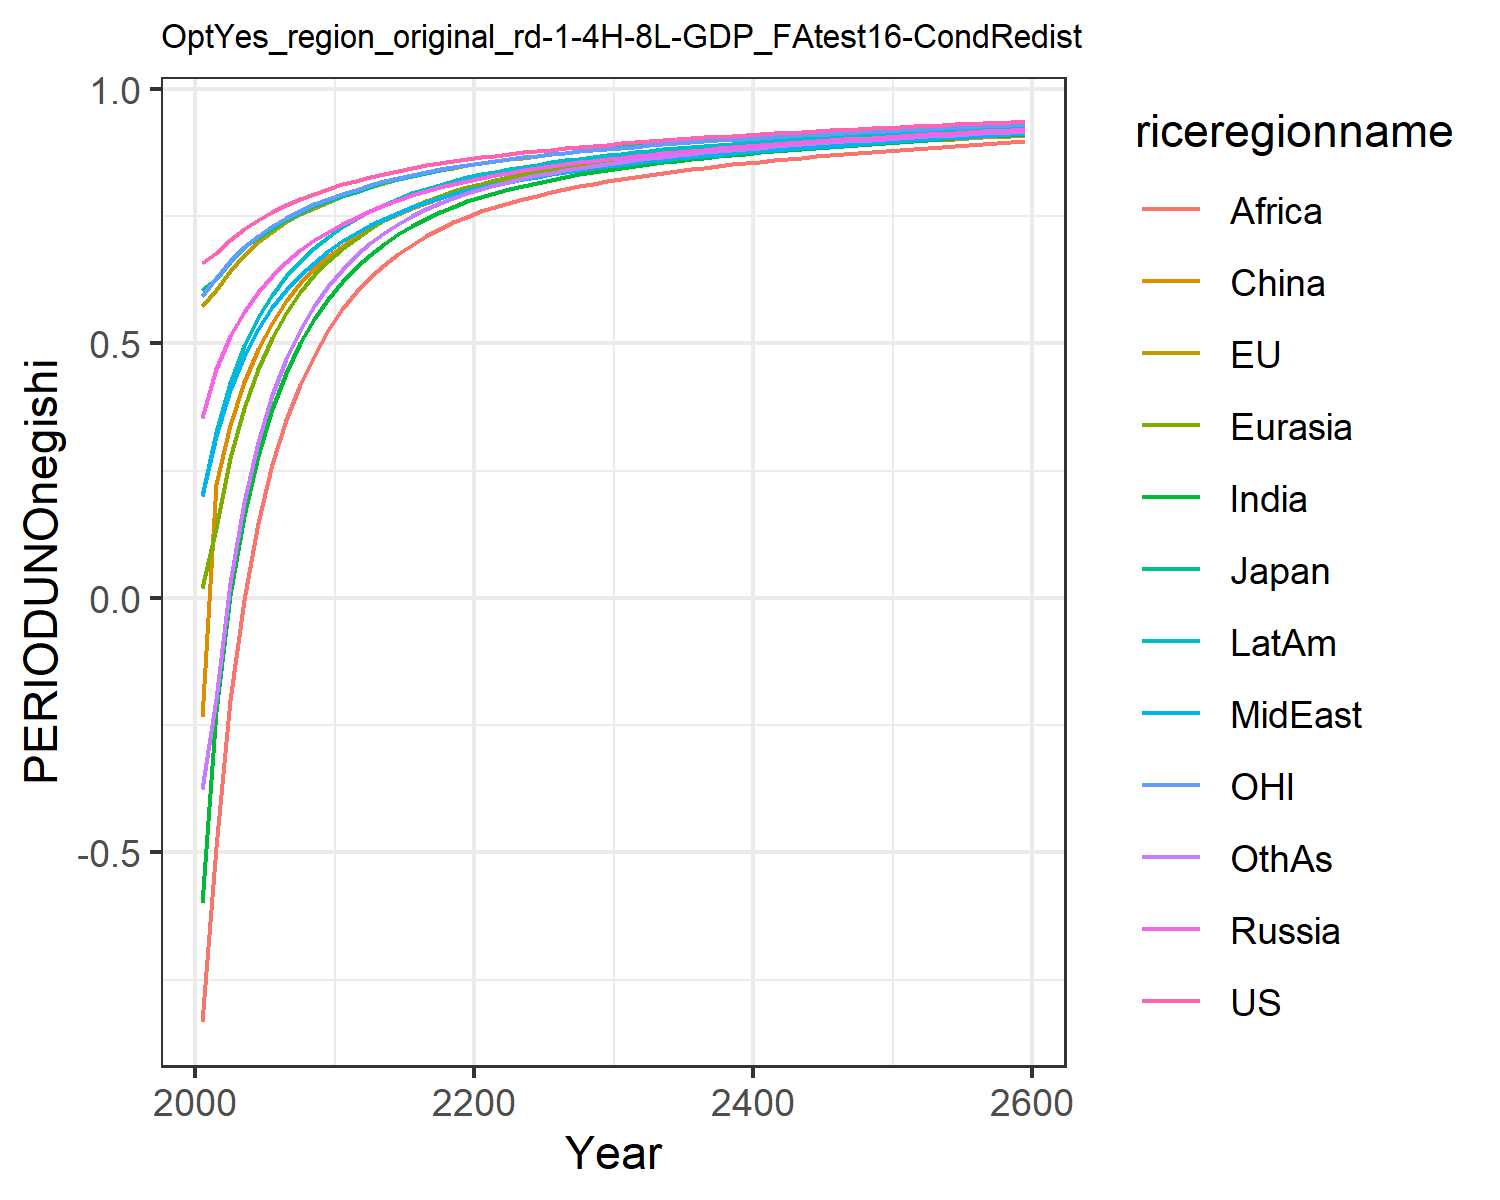 OptYes_region_original_rd-1-4H-8L-GDP_FAtest16-CondRedist
1.0
0.5
0.0
-0.5
PERIODUNOnegishi
2000 2200 2400 2600
Year
riceregionname
Africa
China
EU
Eurasia
India
Japan
LatAm
MidEast
OHI
OthAs
Russia
US